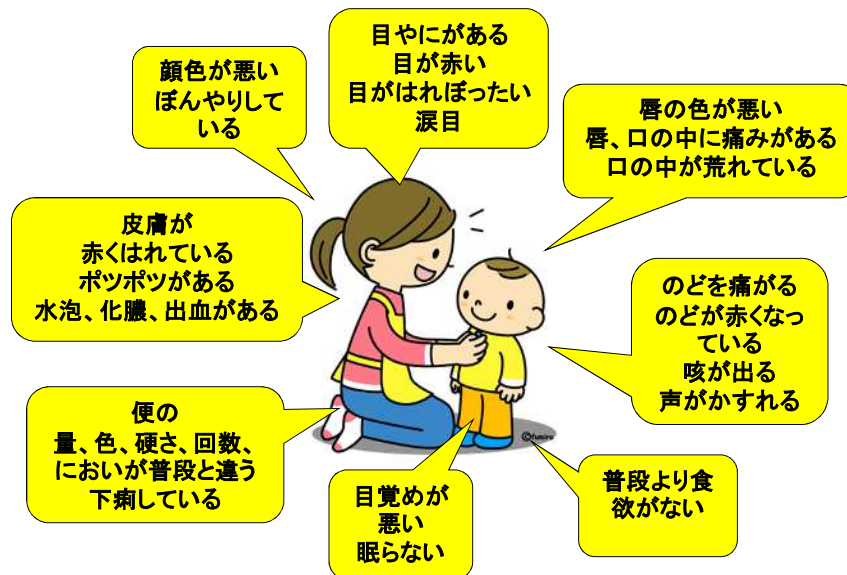 顔色が悪い
ぼんやりして
いる
目やにがある
目が赤い
目がはれぼったい
涙目
唇の色が悪い
唇、口の中に痛みがある
口の中が荒れている
皮膚が
赤くはれている
ポツポツがある
水泡、化膿、出血がある
のどを痛がる
のどが赤くなっ
ている
咳が出る
声がかすれる
便の
量、色、硬さ、回数、
においが普段と違う
下痢している
目覚めが
悪い
眠らない
普段より食
欲がない
©fumira